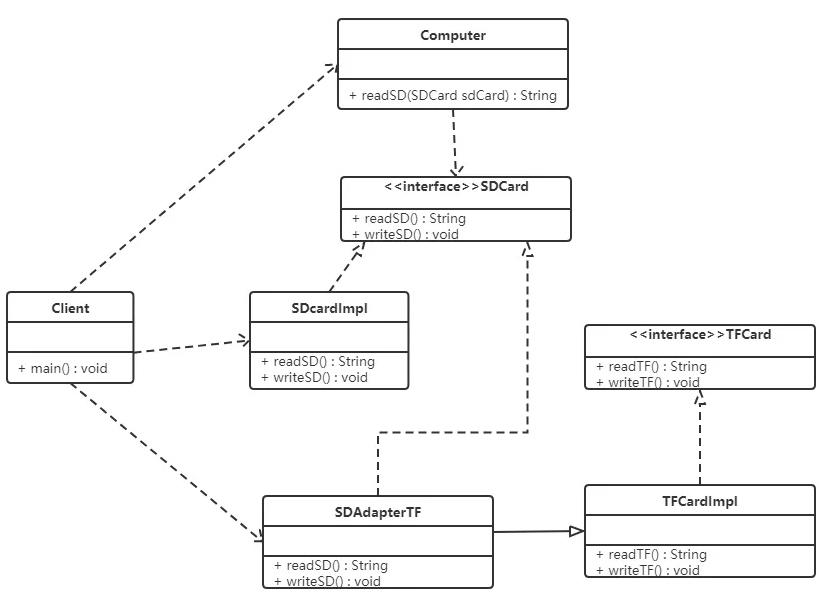 Computer
+ readSD(SDCard sdCard) : String
<<interface>>SDCard
+ readSD() : String
+ writeSD() : void
Client
+ main() : void
SDcardImpl
+ readSD() : String
+ writeSD() : void
<<interface>>TFCard
+ readTF() : String
+ writeTF() : void
SDAdapterTF
+ readSD() : String
+ writeSD() : void
TFCardImpl
+ readTF() : String
+ writeTF() : void